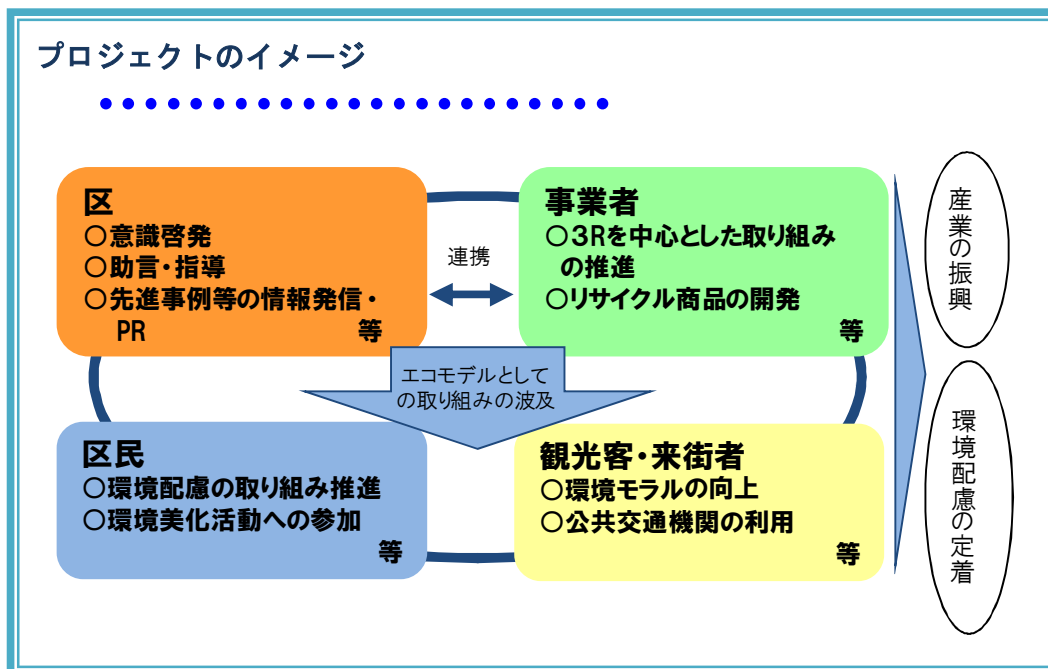 プロジェクトのイメージ
区
○意識啓発
○助言・指導
○先進事例等の情報発信・
PR
等
連携
事業者
○3Rを中心とした取り組み
の推進
○リサイクル商品の開発
等
エコモデルとして
の取り組みの波及
区民
○環境配慮の取り組み推進
○環境美化活動への参加
等
観光客・来街者
○環境モラルの向上
○公共交通機関の利用
等
産業の振興
環境配慮の定着